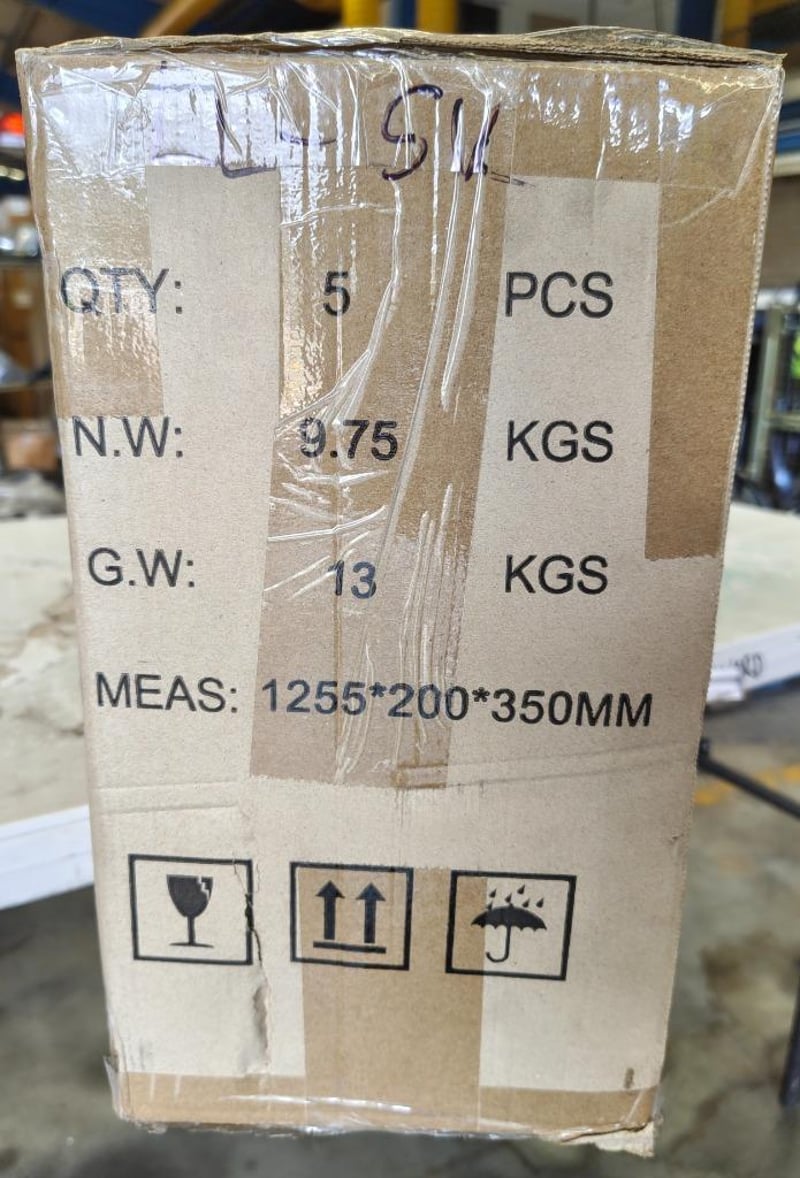 QTY: 5 PCS
N.W: 9.75 KGS
G.W: 13 KGS
MEAS: 1255*200*350MM